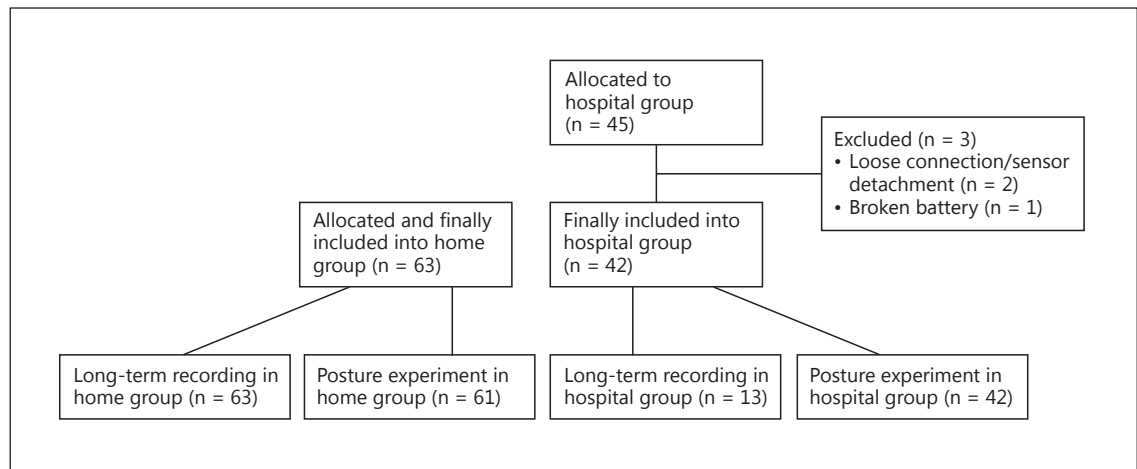 Allocated to
hospital group
(n = 45)
Excluded (n = 3)
• Loose connection/sensor
detachment (n = 2)
• Broken battery (n = 1)
Allocated and finally
included into home
group (n = 63)
Finally included into
hospital group
(n = 42)
Long-term recording in
home group (n = 63)
Posture experiment in
home group (n = 61)
Long-term recording in
hospital group (n = 13)
Posture experiment in
hospital group (n = 42)